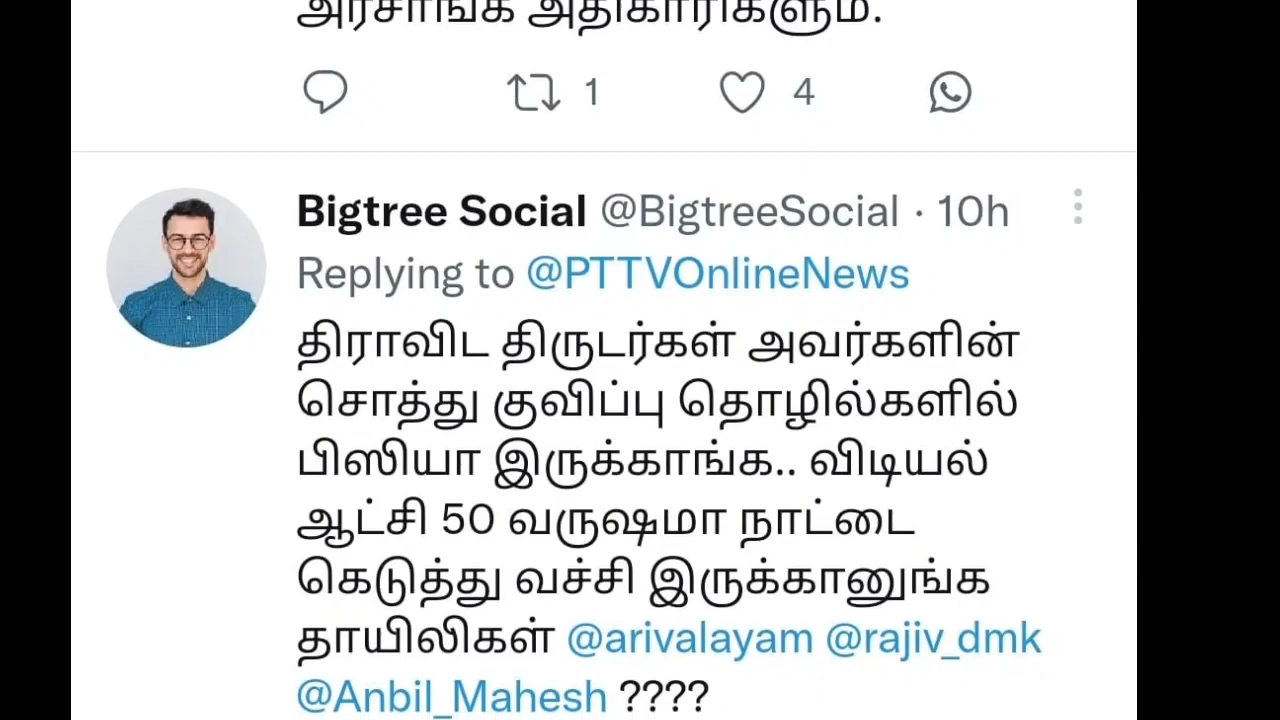 அரசாங்க அதிகாரிகளும்.
1 4
Bigtree Social @BigtreeSocial · 10h
Replying to @PTTVOnlineNews
திராவிட திருடர்கள் அவர்களின்
சொத்து குவிப்பு தொழில்களில்
பிஸியா இருக்காங்க.. விடியல்
ஆட்சி 50 வருஷமா நாட்டை
கெடுத்து வச்சி இருக்கானுங்க
தாயிலிகள் @arivalayam @rajiv_dmk
@Anbil_Mahesh ????